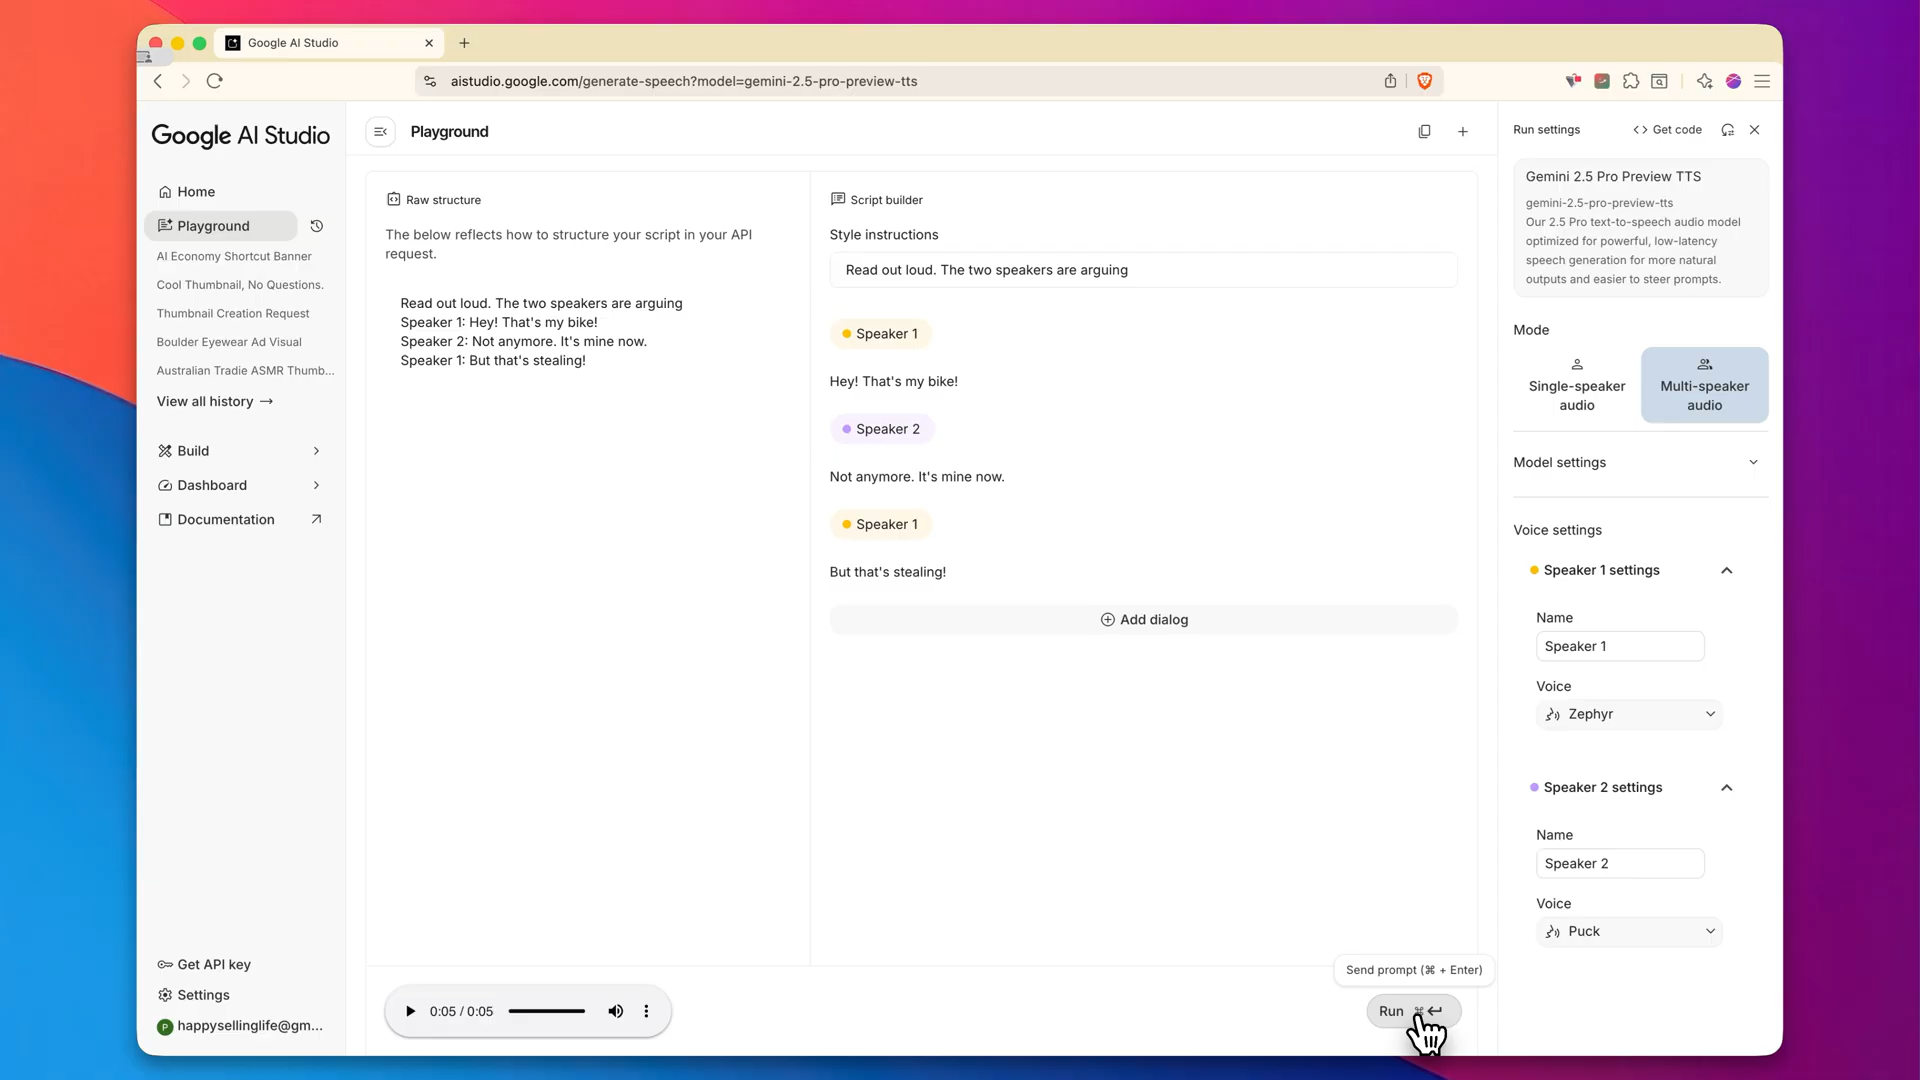 Google AI Studio
aistudio.google.com/generate-speech?model=gemini-2.5-pro-preview-tts
Google AI Studio
Home
Playground
AI Economy Shortcut Banner
Cool Thumbnail, No Questions.
Thumbnail Creation Request
Boulder Eyewear Ad Visual
Australian Tradie ASMR Thumb...
View all history →
Build
Dashboard
Documentation
Get API key
Settings
P happysellinglife@gm...
Playground
Raw structure
The below reflects how to structure your script in your API
request.
Read out loud. The two speakers are arguing
Speaker 1: Hey! That's my bike!
Speaker 2: Not anymore. It's mine now.
Speaker 1: But that's stealing!
Script builder
Style instructions
Read out loud. The two speakers are arguing
Speaker 1
Hey! That's my bike!
Speaker 2
Not anymore. It's mine now.
Speaker 1
But that's stealing!
Add dialog
0:05 / 0:05
Send prompt (⌘ + Enter)
Run ⌘
Run settings
<> Get code
Gemini 2.5 Pro Preview TTS
gemini-2.5-pro-preview-tts
Our 2.5 Pro text-to-speech audio model
optimized for powerful, low-latency
speech generation for more natural
outputs and easier to steer prompts.
Mode
Single-speaker
audio
Multi-speaker
audio
Model settings
Voice settings
Speaker 1 settings
Name
Speaker 1
Voice
Zephyr
Speaker 2 settings
Name
Speaker 2
Voice
Puck